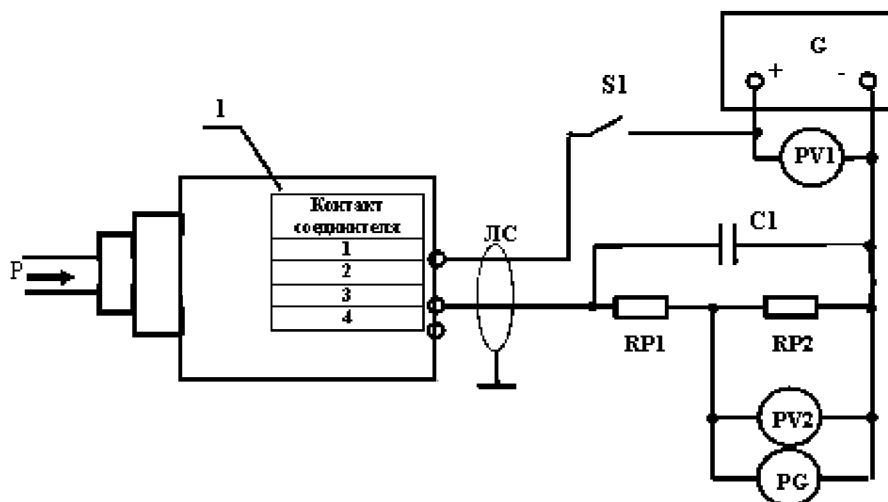 G
+ -
S1
1
PV1
Контакт
соединителя
1
2
3
4
ЛС
C1
P
RP1
RP2
PV2
PG